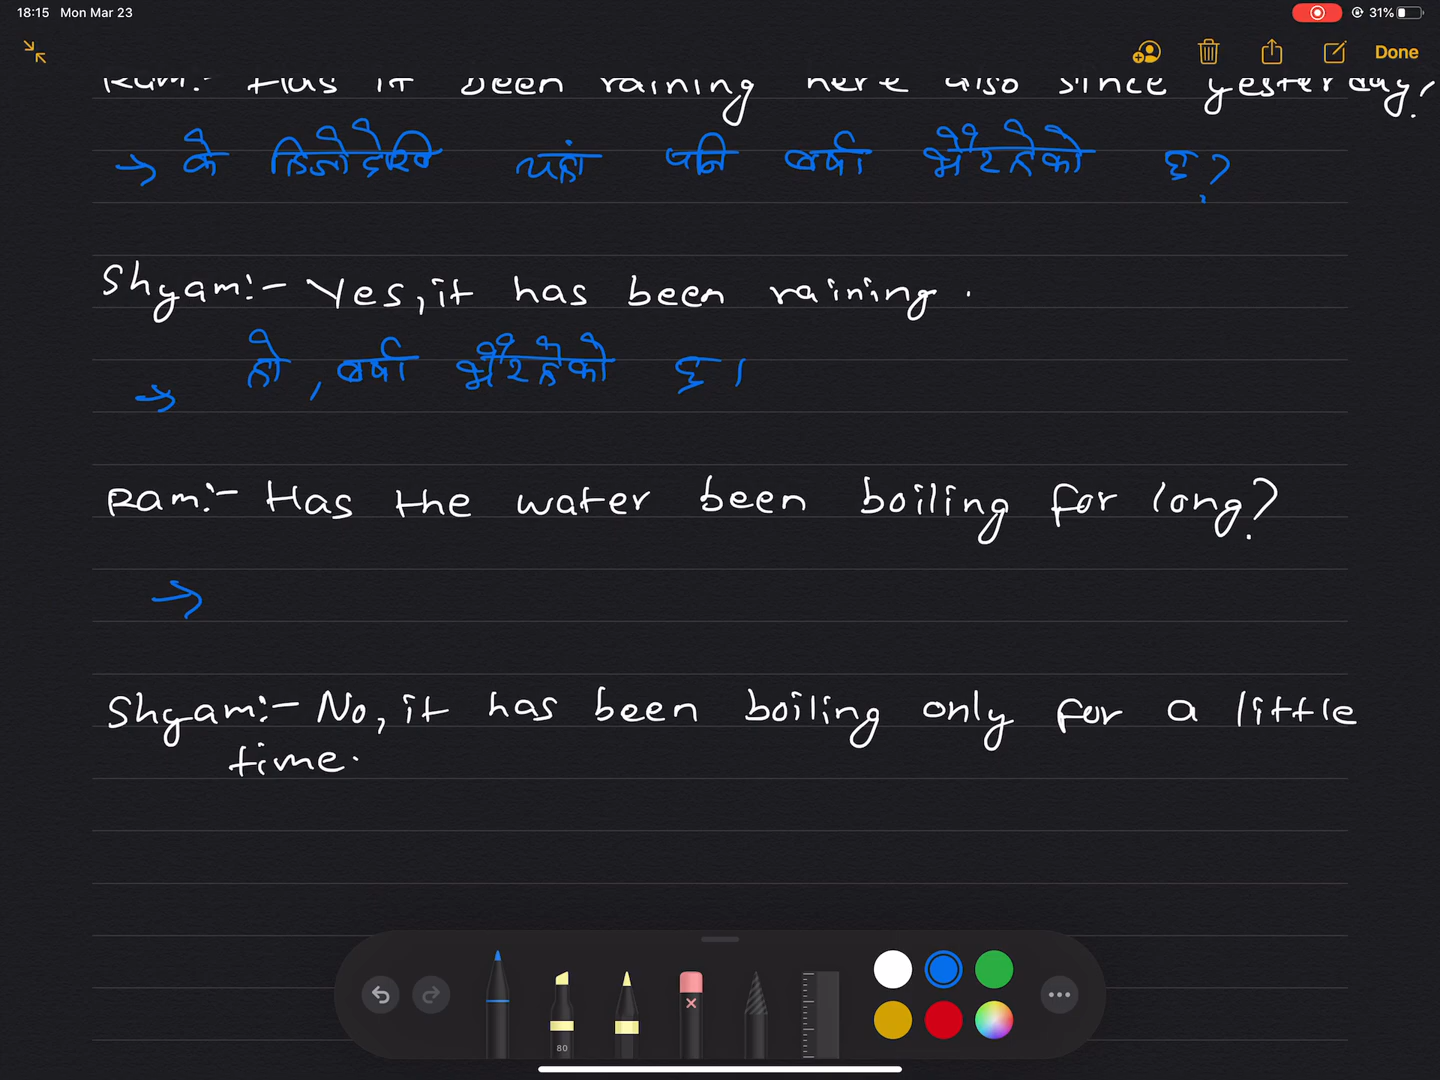 18:15 Mon Mar 23
31%
Done
Ram:- Has it been raining here also since yesterday?
→ के हिजोदेखि यहां पनि वर्षा भैरहेको छ?
Shyam:- Yes, it has been raining.
→ हो, वर्षा भैरहेको छ।
Ram:- Has the water been boiling for long?
→
Shyam:- No, it has been boiling only for a little
time.
80